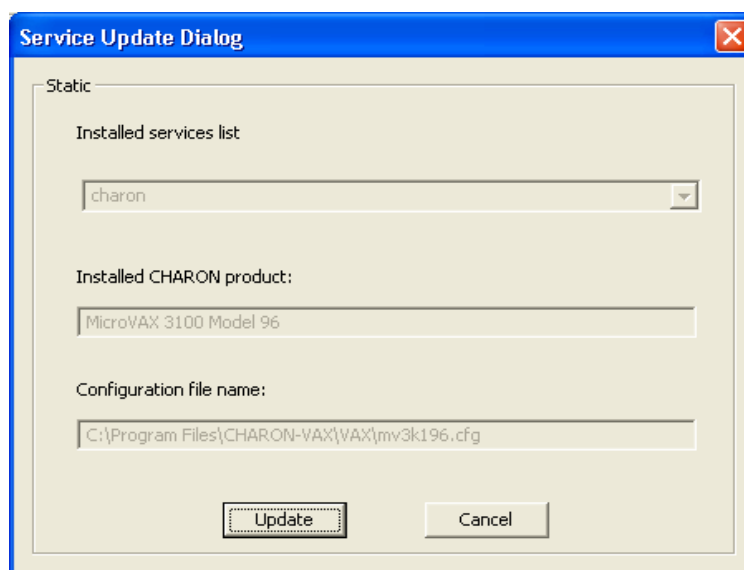 Service Update Dialog
Static
Installed services list
charon
Installed CHARON product:
MicroVAX 3100 Model 96
Configuration file name:
C:\Program Files\CHARON-VAX\VAX\mv3k196.cfg
Update
Cancel